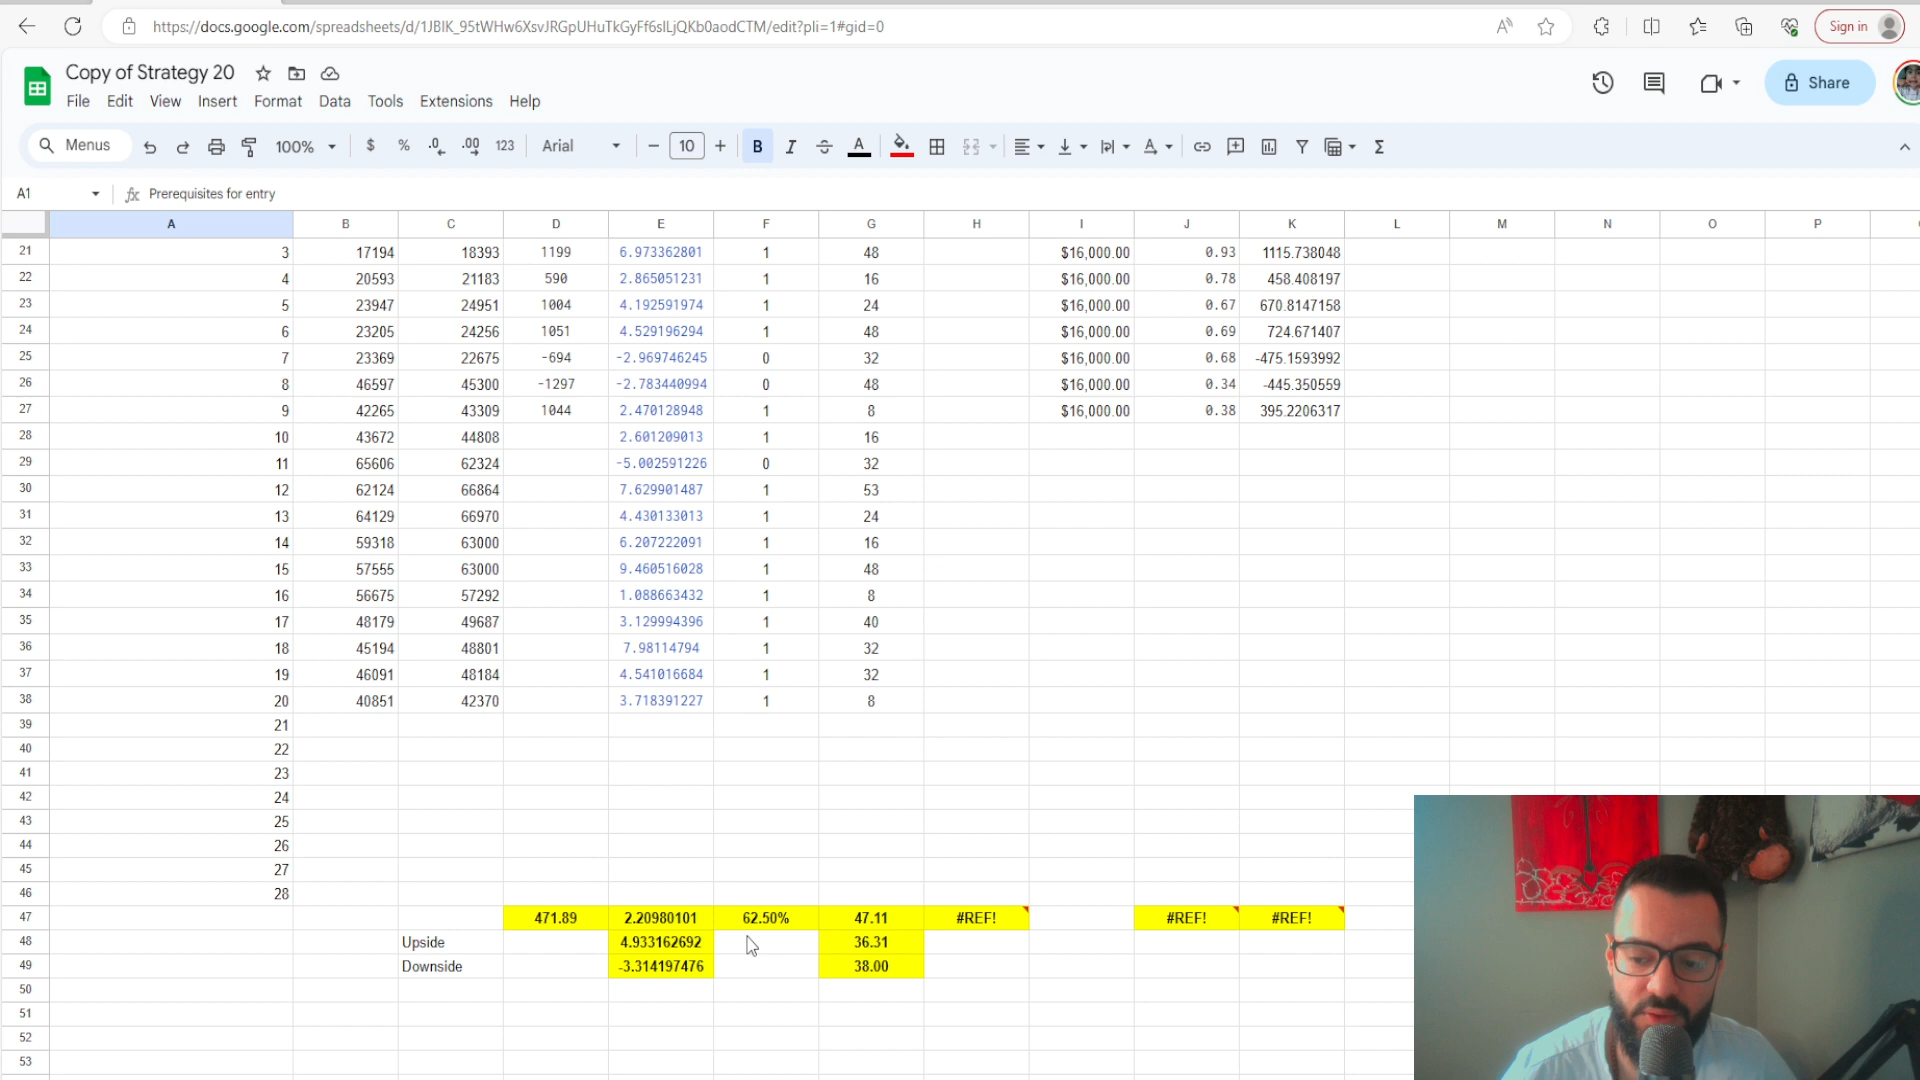 https://docs.google.com/spreadsheets/d/1JBIK_95tWHw6XsvJRGpUHuTkGyFf6slLjQKb0aodCTM/edit?pli=1#gid=0
Sign in
Copy of Strategy 20
File Edit View Insert Format Data Tools Extensions Help
Share
Menus 100% $ % .0 .00 123 Arial 10 B I
A1 fx Prerequisites for entry
A B C D E F G H I J K L M N O P
21 3 17194 18393 1199 6.973362801 1 48 $16,000.00 0.93 1115.738048
22 4 20593 21183 590 2.865051231 1 16 $16,000.00 0.78 458.408197
23 5 23947 24951 1004 4.192591974 1 24 $16,000.00 0.67 670.8147158
24 6 23205 24256 1051 4.529196294 1 48 $16,000.00 0.69 724.671407
25 7 23369 22675 -694 -2.969746245 0 32 $16,000.00 0.68 -475.1593992
26 8 46597 45300 -1297 -2.783440994 0 48 $16,000.00 0.34 -445.350559
27 9 42265 43309 1044 2.470128948 1 8 $16,000.00 0.38 395.2206317
28 10 43672 44808 2.601209013 1 16
29 11 65606 62324 -5.002591226 0 32
30 12 62124 66864 7.629901487 1 53
31 13 64129 66970 4.430133013 1 24
32 14 59318 63000 6.207222091 1 16
33 15 57555 63000 9.460516028 1 48
34 16 56675 57292 1.088663432 1 8
35 17 48179 49687 3.129994396 1 40
36 18 45194 48801 7.98114794 1 32
37 19 46091 48184 4.541016684 1 32
38 20 40851 42370 3.718391227 1 8
39 21
40 22
41 23
42 24
43 25
44 26
45 27
46 28
47 471.89 2.20980101 62.50% 47.11 #REF! #REF! #REF!
48 Upside 4.933162692 36.31
49 Downside -3.314197476 38.00
50
51
52
53